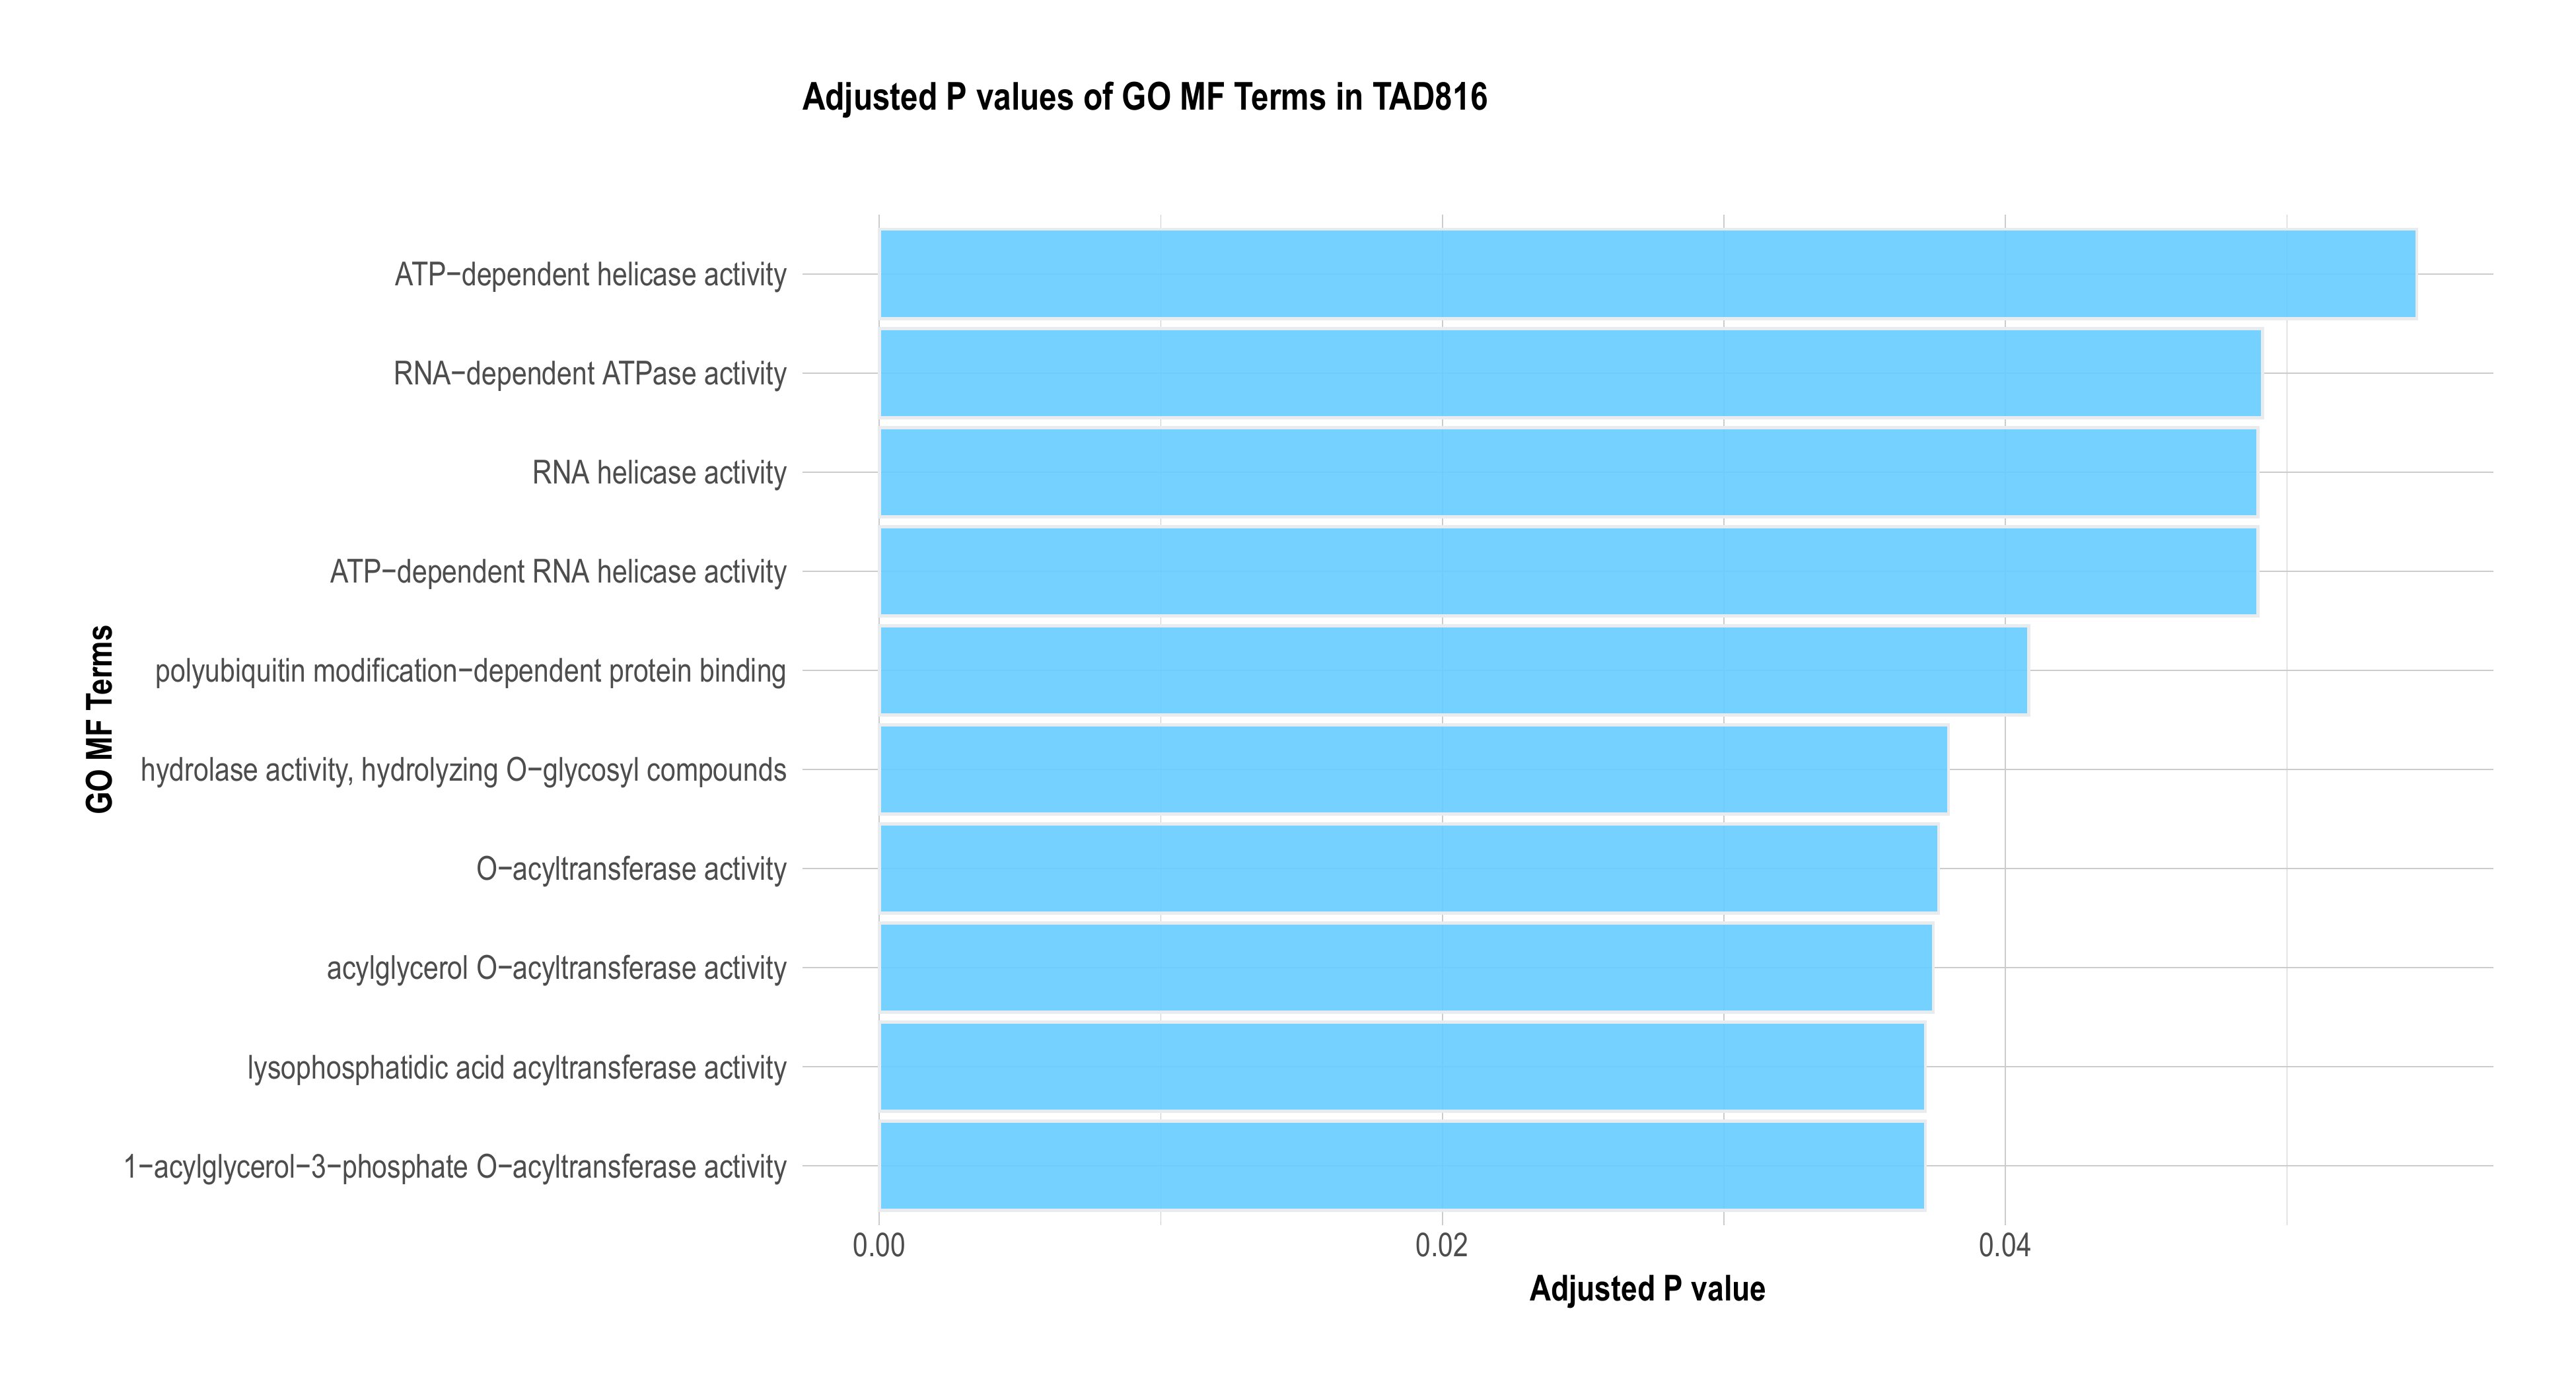 Adjusted P values of GO MF Terms in TAD816
GO MF Terms
ATP−dependent helicase activity
RNA−dependent ATPase activity
RNA helicase activity
ATP−dependent RNA helicase activity
polyubiquitin modification−dependent protein binding
hydrolase activity, hydrolyzing O−glycosyl compounds
O−acyltransferase activity
acylglycerol O−acyltransferase activity
lysophosphatidic acid acyltransferase activity
1−acylglycerol−3−phosphate O−acyltransferase activity
0.00 0.02 0.04
Adjusted P value